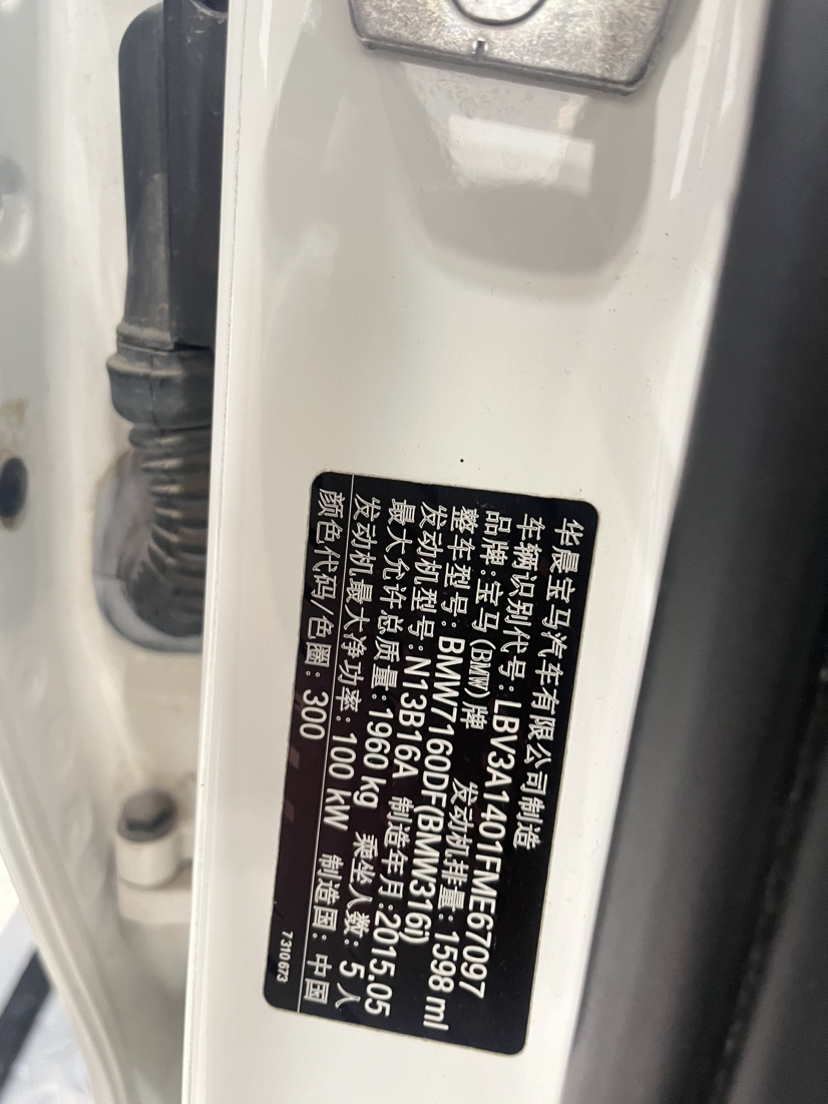 华晨宝马汽车有限公司制造
车辆识别代号:LBV3A1401FME67097
品牌:宝马(BMW)牌 发动机排量: 1598 ml
整车型号: BMW7160DF(BMW316i)
发动机型号: N13B16A 制造年月:2015.05
最大允许总质量: 1960 kg 乘坐人数: 5 人
发动机最大净功率: 100 kW 制造国: 中国
颜色代码/色圈: 300
7310673